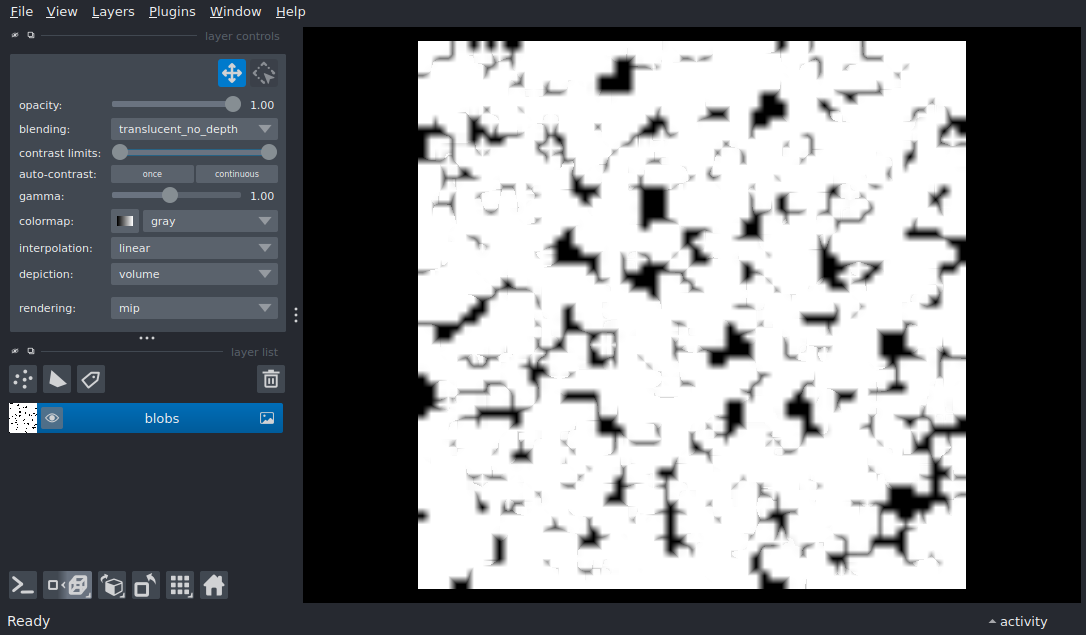 File View Layers Plugins Window Help
layer controls
opacity: 1.00
blending: translucent_no_depth
contrast limits:
auto-contrast: once continuous
gamma: 1.00
colormap: gray
interpolation: linear
depiction: volume
rendering: mip
layer list
blobs
Ready activity